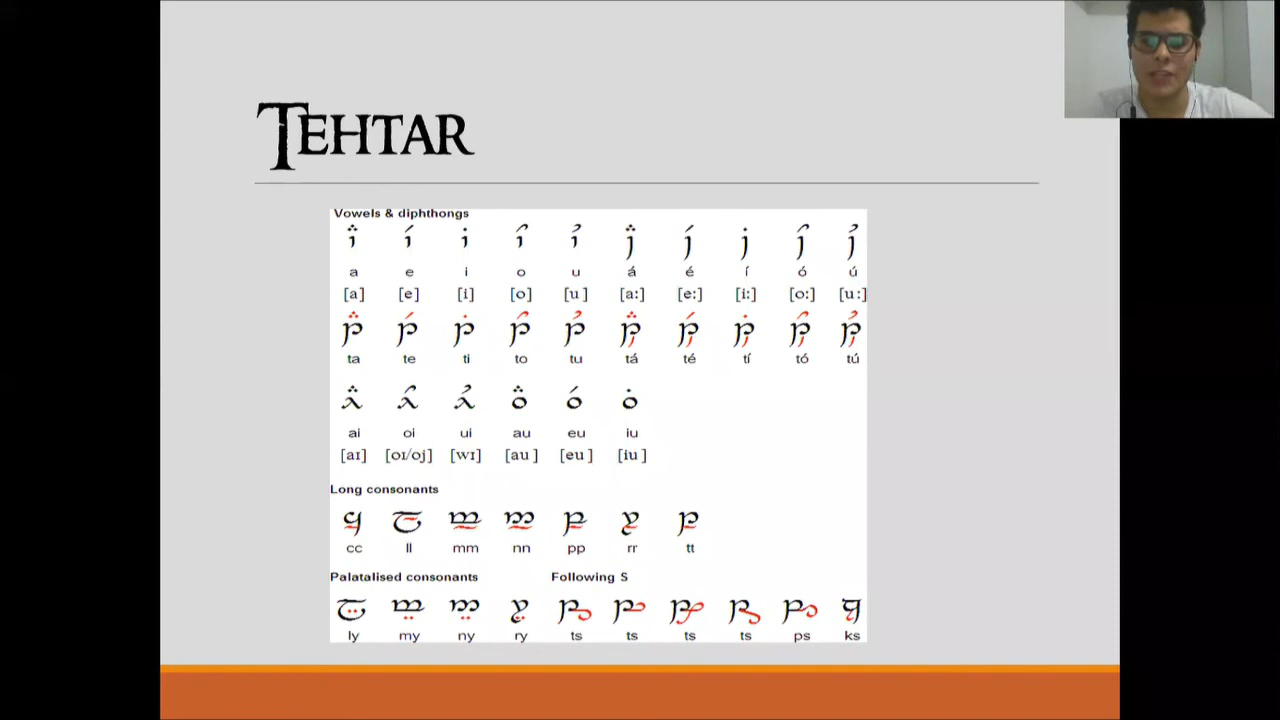 TEHTAR
Vowels & diphthongs
a e i o u á é í ó ú
[a] [e] [i] [o] [u] [a:] [e:] [i:] [o:] [u:]
ta te ti to tu tá té tí tó tú
ai oi ui au eu iu
[aɪ] [oɪ/oj] [wɪ] [au] [eu] [iu]
Long consonants
cc ll mm nn pp rr tt
Palatalised consonants Following S
ly my ny ry ts ts ts ts ps ks